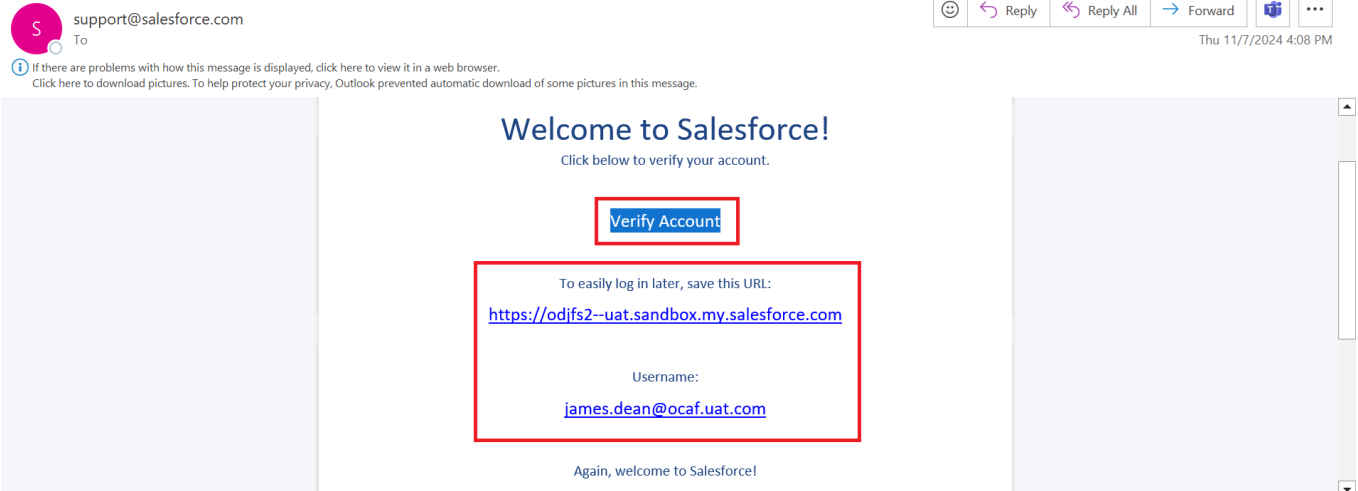 S
support@salesforce.com
To
Reply
Reply All
Forward
Thu 11/7/2024 4:08 PM
If there are problems with how this message is displayed, click here to view it in a web browser.
Click here to download pictures. To help protect your privacy, Outlook prevented automatic download of some pictures in this message.
Welcome to Salesforce!
Click below to verify your account.
Verify Account
To easily log in later, save this URL:
https://odjfs2--uat.sandbox.my.salesforce.com
Username:
james.dean@ocaf.uat.com
Again, welcome to Salesforce!